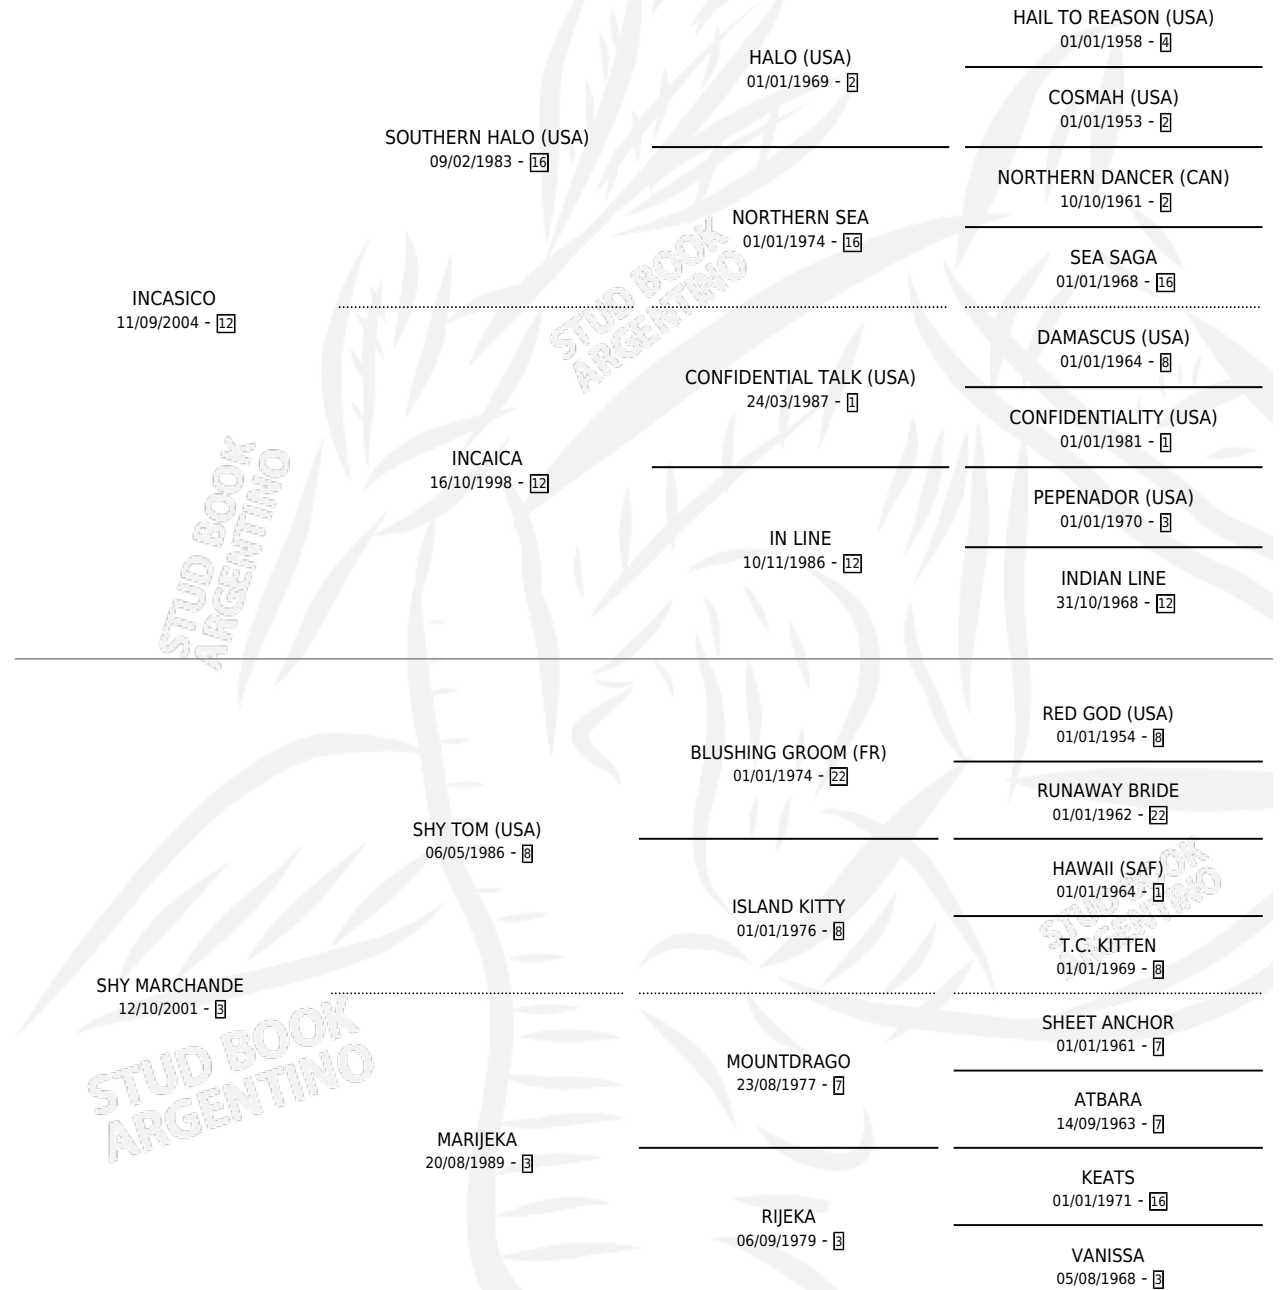 HAIL TO REASON (USA)
01/01/1958 - 4
HALO (USA)
01/01/1969 - 2
COSMAH (USA)
01/01/1953 - 2
SOUTHERN HALO (USA)
09/02/1983 - 16
NORTHERN DANCER (CAN)
10/10/1961 - 2
NORTHERN SEA
01/01/1974 - 16
SEA SAGA
01/01/1968 - 16
INCASICO
11/09/2004 - 12
DAMASCUS (USA)
01/01/1964 - 8
CONFIDENTIAL TALK (USA)
24/03/1987 - 1
CONFIDENTIALITY (USA)
01/01/1981 - 1
INCAICA
16/10/1998 - 12
PEPENADOR (USA)
01/01/1970 - 3
IN LINE
10/11/1986 - 12
INDIAN LINE
31/10/1968 - 12
RED GOD (USA)
01/01/1954 - 8
BLUSHING GROOM (FR)
01/01/1974 - 22
RUNAWAY BRIDE
01/01/1962 - 22
SHY TOM (USA)
06/05/1986 - 8
HAWAII (SAF)
01/01/1964 - 1
ISLAND KITTY
01/01/1976 - 8
T.C. KITTEN
01/01/1969 - 8
SHY MARCHANDE
12/10/2001 - 3
SHEET ANCHOR
01/01/1961 - 7
MOUNTDRAGO
23/08/1977 - 7
ATBARA
14/09/1963 - 7
MARIJEKA
20/08/1989 - 3
KEATS
01/01/1971 - 16
RIJEKA
06/09/1979 - 3
VANISSA
05/08/1968 - 3
STUD BOOK
ARGENTINO
STUD BOOK
ARGENTINO
STUD BOOK
ARGENTINO
STUD BOOK
ARGENTINO